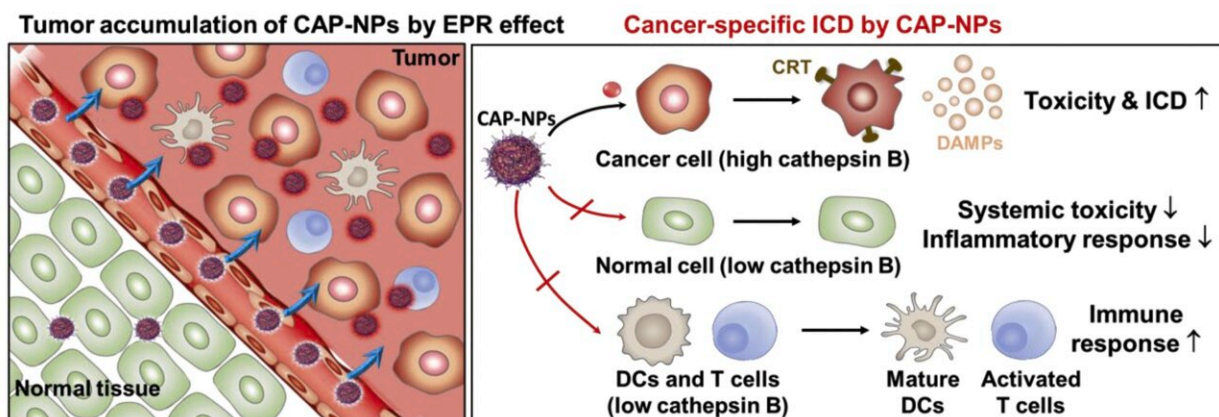 Tumor accumulation of CAP-NPs by EPR effect
Tumor
Normal tissue
Cancer-specific ICD by CAP-NPs
CAP-NPs
CRT
DAMPs
Toxicity & ICD ↑
Cancer cell (high cathepsin B)
Systemic toxicity ↓
Inflammatory response ↓
Normal cell (low cathepsin B)
Immune
response ↑
DCs and T cells
(low cathepsin B)
Mature
DCs
Activated
T cells